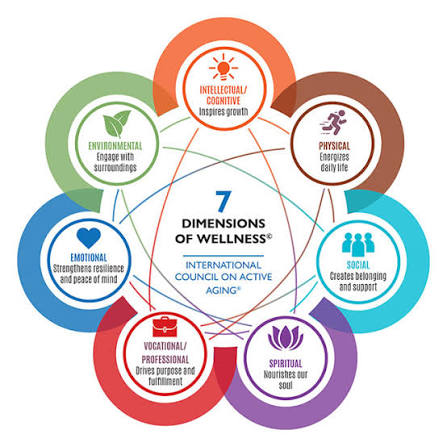 INTELLECTUAL/
COGNITIVE
Inspires growth
ENVIRONMENTAL
Engage with
surroundings
PHYSICAL
Energizes
daily life
7
DIMENSIONS
OF WELLNESS©
INTERNATIONAL
COUNCIL ON ACTIVE
AGING®
EMOTIONAL
Strengthens resilience
and peace of mind
SOCIAL
Creates belonging
and support
VOCATIONAL/
PROFESSIONAL
Drives purpose and
fulfillment
SPIRITUAL
Nourishes our
soul